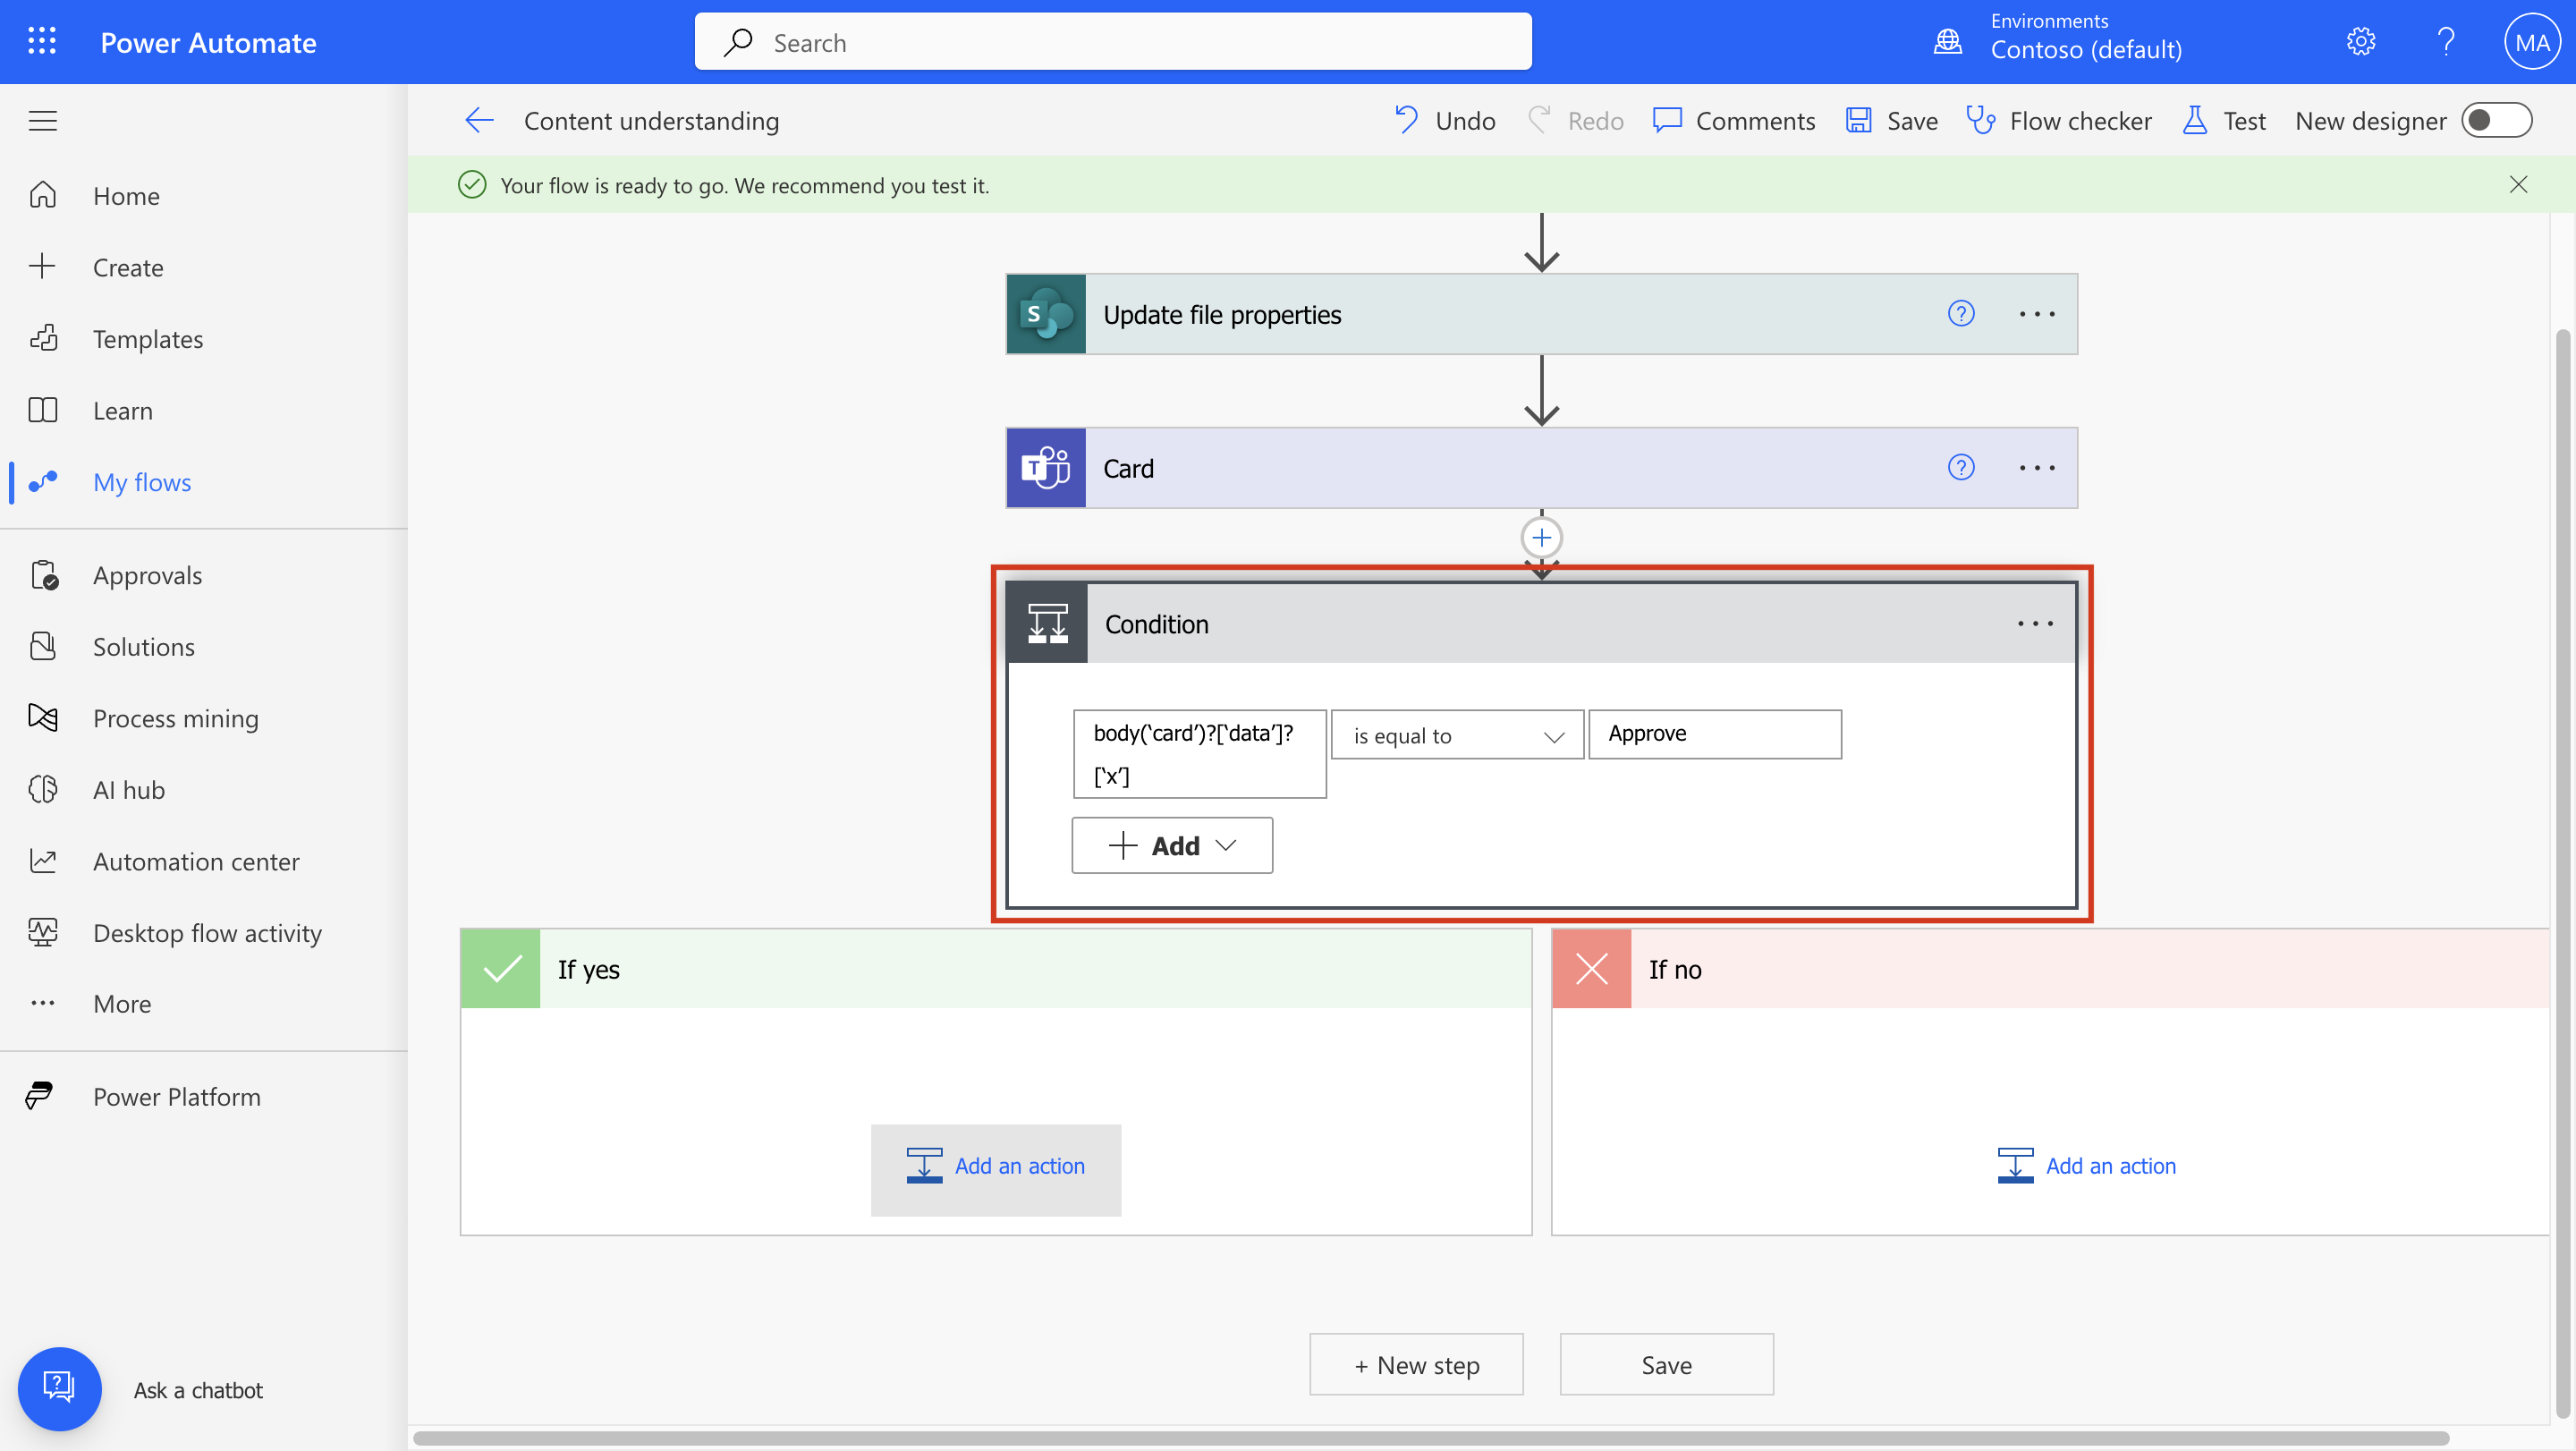 Power Automate
Search
Environments
Contoso (default)
MA
Content understanding
Undo
Redo
Comments
Save
Flow checker
Test
New designer
Your flow is ready to go. We recommend you test it.
Home
Create
Templates
Learn
My flows
Approvals
Solutions
Process mining
AI hub
Automation center
Desktop flow activity
More
Power Platform
Ask a chatbot
S
Update file properties
?
T
Card
?
Condition
body(‘card’)?[‘data’]?
[‘x’]
is equal to
Approve
Add
If yes
Add an action
If no
Add an action
+ New step
Save